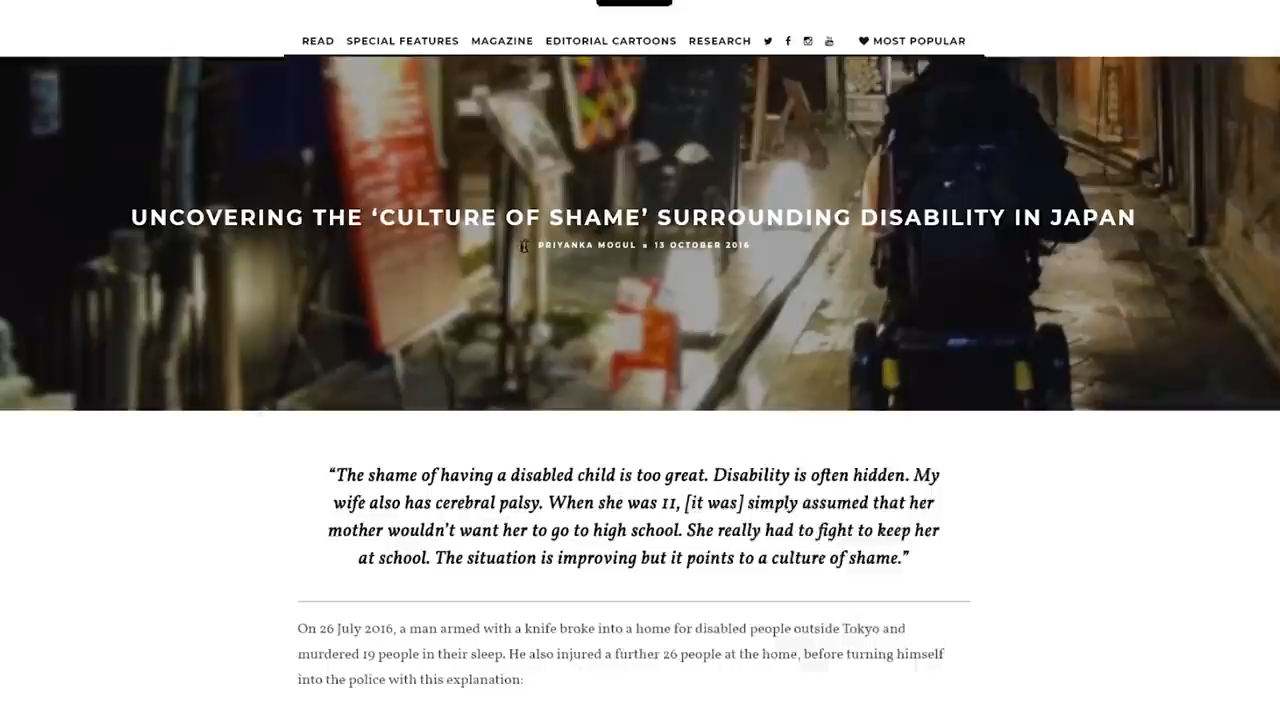 READ SPECIAL FEATURES MAGAZINE EDITORIAL CARTOONS RESEARCH MOST POPULAR
UNCOVERING THE ‘CULTURE OF SHAME’ SURROUNDING DISABILITY IN JAPAN
PRIYANKA MOGUL 13 OCTOBER 2016
“The shame of having a disabled child is too great. Disability is often hidden. My
wife also has cerebral palsy. When she was 11, [it was] simply assumed that her
mother wouldn’t want her to go to high school. She really had to fight to keep her
at school. The situation is improving but it points to a culture of shame.”
On 26 July 2016, a man armed with a knife broke into a home for disabled people outside Tokyo and
murdered 19 people in their sleep. He also injured a further 26 people at the home, before turning himself
into the police with this explanation: